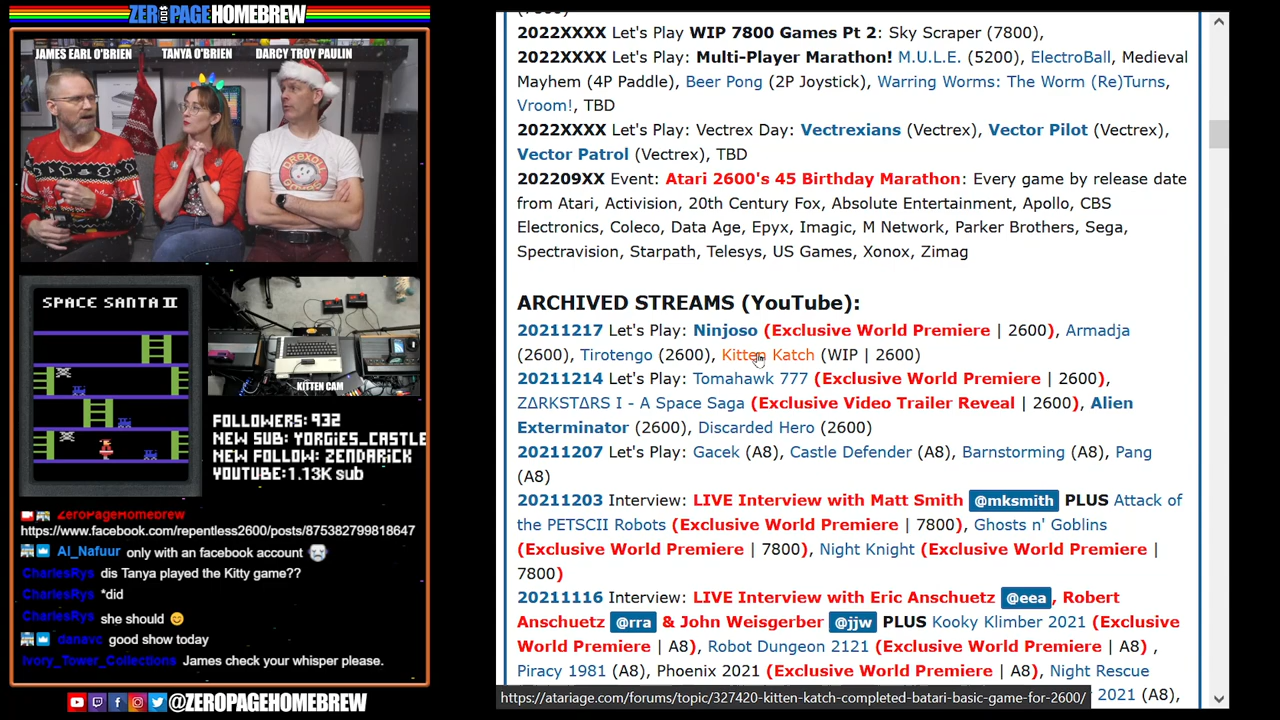 ZERO PAGE HOMEBREW
JAMES EARL O'BRIEN
TANYA O'BRIEN
DARCY TROY PAULIN
SPACE SANTA II
KITTEN CAM
FOLLOWERS: 932
NEW SUB: YORGIES_CASTLE
NEW FOLLOW: ZENDARICK
YOUTUBE:1.13K sub
ZeroPageHomebrew
https://www.facebook.com/repentless2600/posts/875382799818647
Al_Nafuur only with an facebook account
CharlesRys dis Tanya played the Kitty game??
CharlesRys *did
CharlesRys she should
danavc good show today
Ivory_Tower_Collections James check your whisper please.
@ZEROPAGEHOMEBREW
2022XXXX Let's Play WIP 7800 Games Pt 2: Sky Scraper (7800),
2022XXXX Let's Play: Multi-Player Marathon! M.U.L.E. (5200), ElectroBall, Medieval
Mayhem (4P Paddle), Beer Pong (2P Joystick), Warring Worms: The Worm (Re)Turns,
Vroom!, TBD
2022XXXX Let's Play: Vectrex Day: Vectrexians (Vectrex), Vector Pilot (Vectrex),
Vector Patrol (Vectrex), TBD
202209XX Event: Atari 2600's 45 Birthday Marathon: Every game by release date
from Atari, Activision, 20th Century Fox, Absolute Entertainment, Apollo, CBS
Electronics, Coleco, Data Age, Epyx, Imagic, M Network, Parker Brothers, Sega,
Spectravision, Starpath, Telesys, US Games, Xonox, Zimag
ARCHIVED STREAMS (YouTube):
20211217 Let's Play: Ninjoso (Exclusive World Premiere | 2600), Armadja
(2600), Tirotengo (2600), Kitten Katch (WIP | 2600)
20211214 Let's Play: Tomahawk 777 (Exclusive World Premiere | 2600),
ZΔRKSTΔRS I - A Space Saga (Exclusive Video Trailer Reveal | 2600), Alien
Exterminator (2600), Discarded Hero (2600)
20211207 Let's Play: Gacek (A8), Castle Defender (A8), Barnstorming (A8), Pang
(A8)
20211203 Interview: LIVE Interview with Matt Smith @mksmith PLUS Attack of
the PETSCII Robots (Exclusive World Premiere | 7800), Ghosts n' Goblins
(Exclusive World Premiere | 7800), Night Knight (Exclusive World Premiere |
7800)
20211116 Interview: LIVE Interview with Eric Anschuetz @eea, Robert
Anschuetz @rra & John Weisgerber @jjw PLUS Kooky Klimber 2021 (Exclusive
World Premiere | A8), Robot Dungeon 2121 (Exclusive World Premiere | A8) ,
Piracy 1981 (A8), Phoenix 2021 (Exclusive World Premiere | A8), Night Rescue
2021 (A8),
https://atariage.com/forums/topic/327420-kitten-katch-completed-batari-basic-game-for-2600/